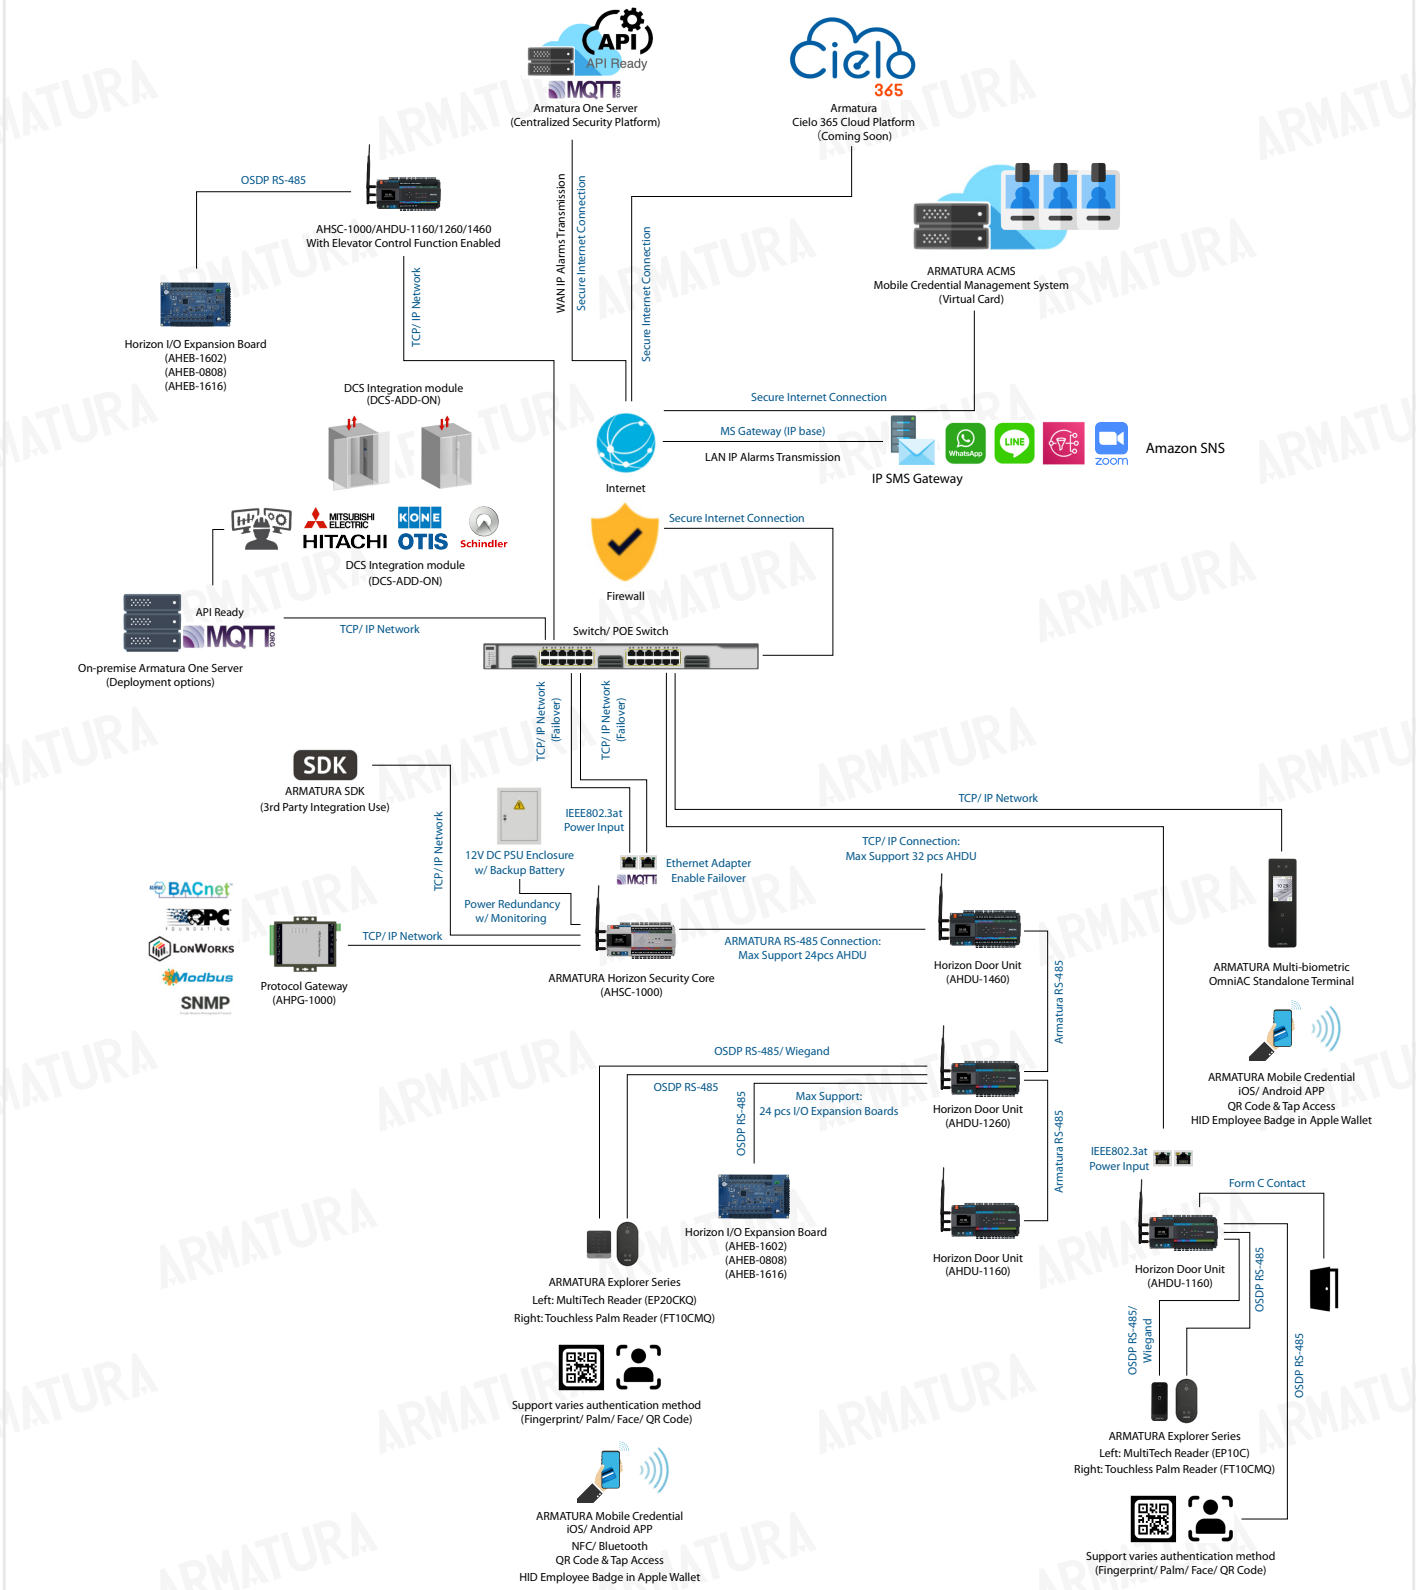 API
API Ready
MQTT.ORG
Armatura One Server
(Centralized Security Platform)
Cielo
365
Armatura
Cielo 365 Cloud Platform
(Coming Soon)
OSDP RS-485
AHSC-1000/AHDU-1160/1260/1460
With Elevator Control Function Enabled
TCP/ IP Network
WAN IP Alarms Transmission
Secure Internet Connection
Secure Internet Connection
ARMATURA ACMS
Mobile Credential Management System
(Virtual Card)
Horizon I/O Expansion Board
(AHEB-1602)
(AHEB-0808)
(AHEB-1616)
DCS Integration module
(DCS-ADD-ON)
Secure Internet Connection
MS Gateway (IP base)
LAN IP Alarms Transmission
WhatsApp
LINE
zoom
Amazon SNS
IP SMS Gateway
Internet
MITSUBISHI
ELECTRIC
KONE
HITACHI
OTIS
Schindler
DCS Integration module
(DCS-ADD-ON)
Secure Internet Connection
Firewall
API Ready
MQTT.ORG
TCP/ IP Network
On-premise Armatura One Server
(Deployment options)
Switch/ POE Switch
TCP/ IP Network
(Failover)
TCP/ IP Network
(Failover)
SDK
ARMATURA SDK
(3rd Party Integration Use)
TCP/ IP Network
12V DC PSU Enclosure
w/ Backup Battery
Power Redundancy
w/ Monitoring
IEEE802.3at
Power Input
MQTT
Ethernet Adapter
Enable Failover
TCP/ IP Network
TCP/ IP Connection:
Max Support 32 pcs AHDU
BACnet
OPC
FOUNDATION
LONWORKS
Modbus
SNMP
Protocol Gateway
(AHPG-1000)
TCP/ IP Network
ARMATURA Horizon Security Core
(AHSC-1000)
ARMATURA RS-485 Connection:
Max Support 24pcs AHDU
Horizon Door Unit
(AHDU-1460)
Armatura RS-485
ARMATURA Multi-biometric
OmniAC Standalone Terminal
ARMATURA Mobile Credential
iOS/ Android APP
QR Code & Tap Access
HID Employee Badge in Apple Wallet
OSDP RS-485/ Wiegand
OSDP RS-485
OSDP RS-485
Max Support:
24 pcs I/O Expansion Boards
Horizon Door Unit
(AHDU-1260)
Armatura RS-485
Horizon Door Unit
(AHDU-1160)
Horizon I/O Expansion Board
(AHEB-1602)
(AHEB-0808)
(AHEB-1616)
ARMATURA Explorer Series
Left: MultiTech Reader (EP20CKQ)
Right: Touchless Palm Reader (FT10CMQ)
Support varies authentication method
(Fingerprint/ Palm/ Face/ QR Code)
ARMATURA Mobile Credential
iOS/ Android APP
NFC/ Bluetooth
QR Code & Tap Access
HID Employee Badge in Apple Wallet
IEEE802.3at
Power Input
Form C Contact
Horizon Door Unit
(AHDU-1160)
OSDP RS-485/
Wiegand
OSDP RS-485
OSDP RS-485
ARMATURA Explorer Series
Left: MultiTech Reader (EP10C)
Right: Touchless Palm Reader (FT10CMQ)
Support varies authentication method
(Fingerprint/ Palm/ Face/ QR Code)
ARMATURA